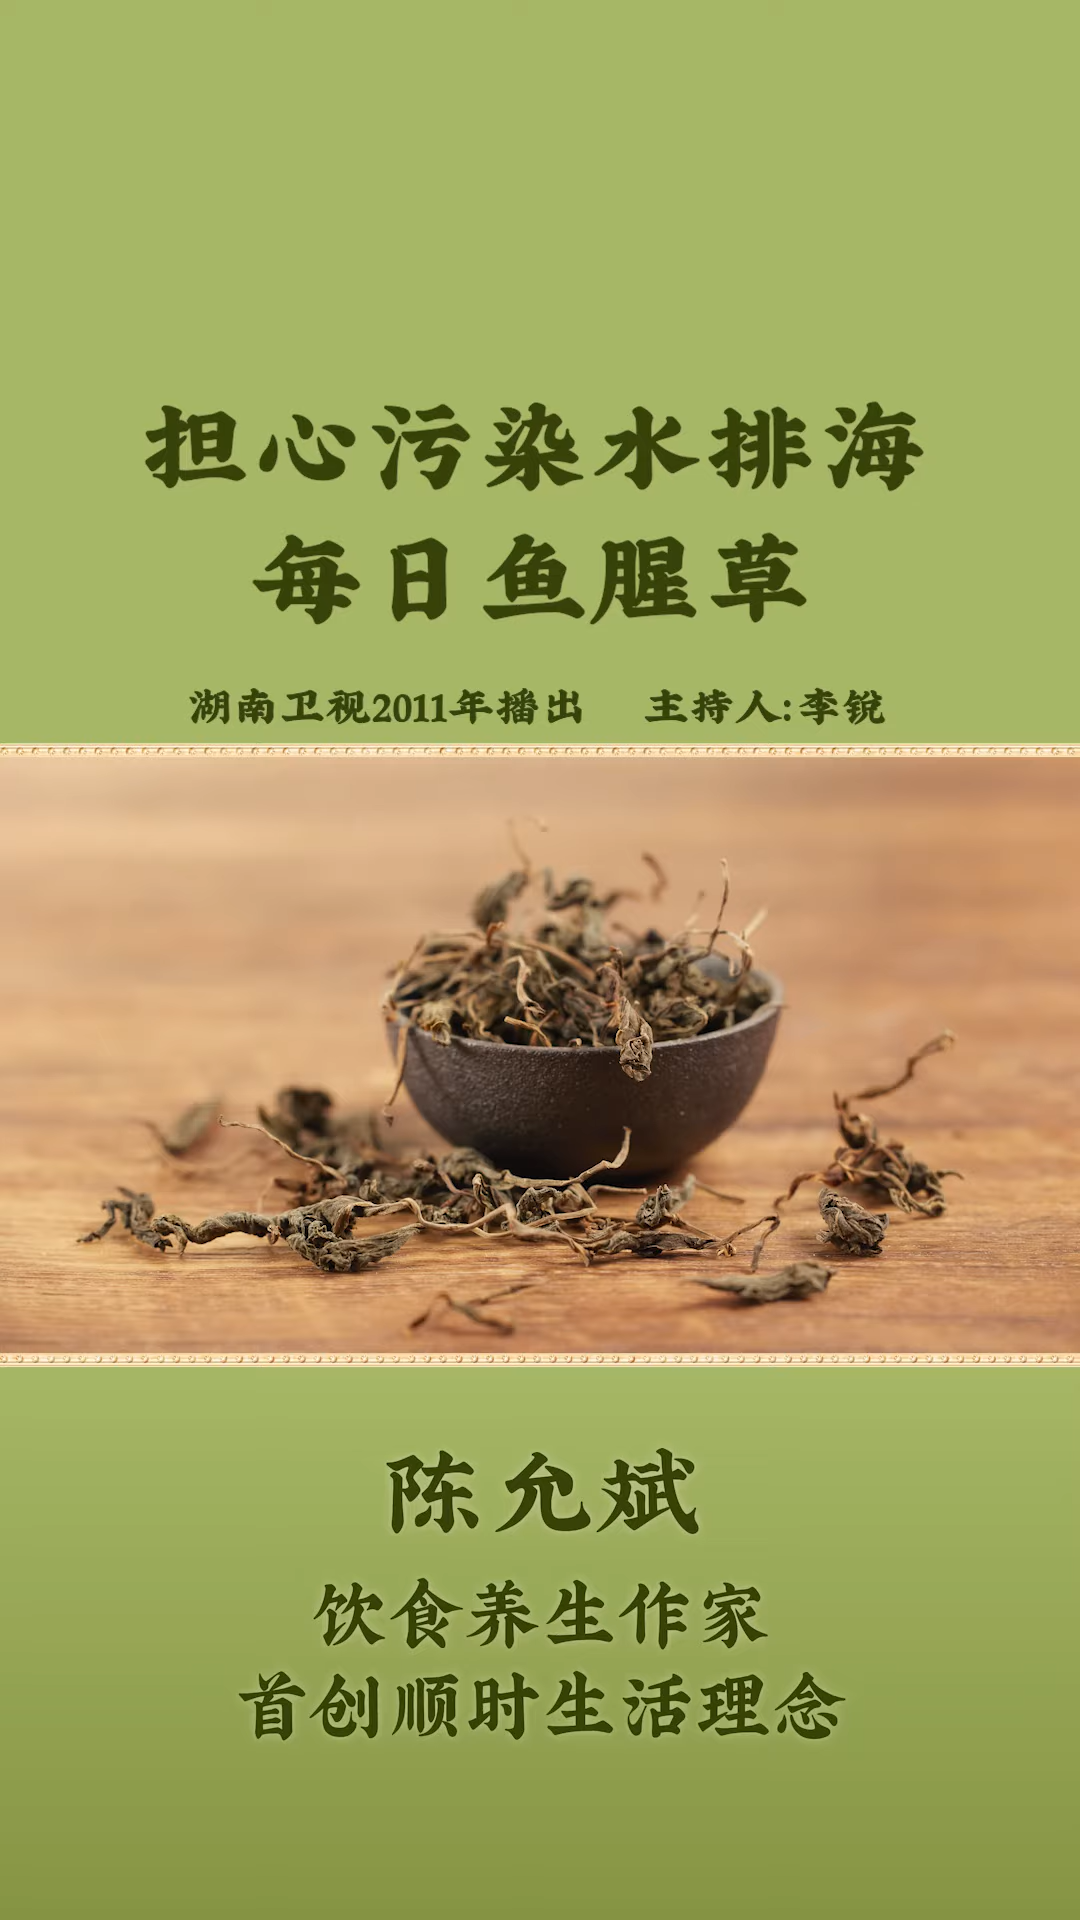 担心污染水排海
每日鱼腥草
湖南卫视2011年播出 主持人:李锐
陈允斌
饮食养生作家
首创顺时生活理念